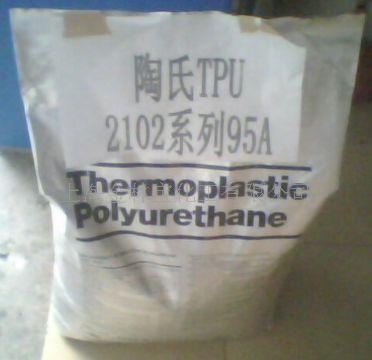 陶氏TPU
2102系列95A
Thermoplastic
Polyurethane